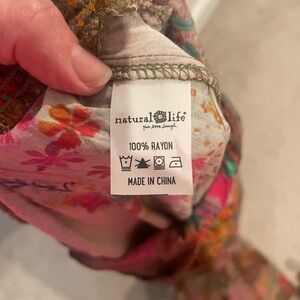 natural life®
live. love. laugh.
100% RAYON
MADE IN CHINA